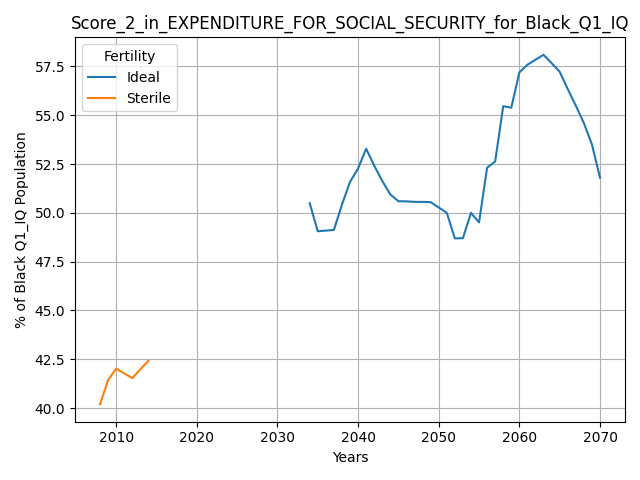 Score_2_in_EXPENDITURE_FOR_SOCIAL_SECURITY_for_Black_Q1_IQ
Fertility
Ideal
Sterile
57.5
55.0
52.5
50.0
47.5
45.0
42.5
40.0
% of Black Q1_IQ Population
2010 2020 2030 2040 2050 2060 2070
Years